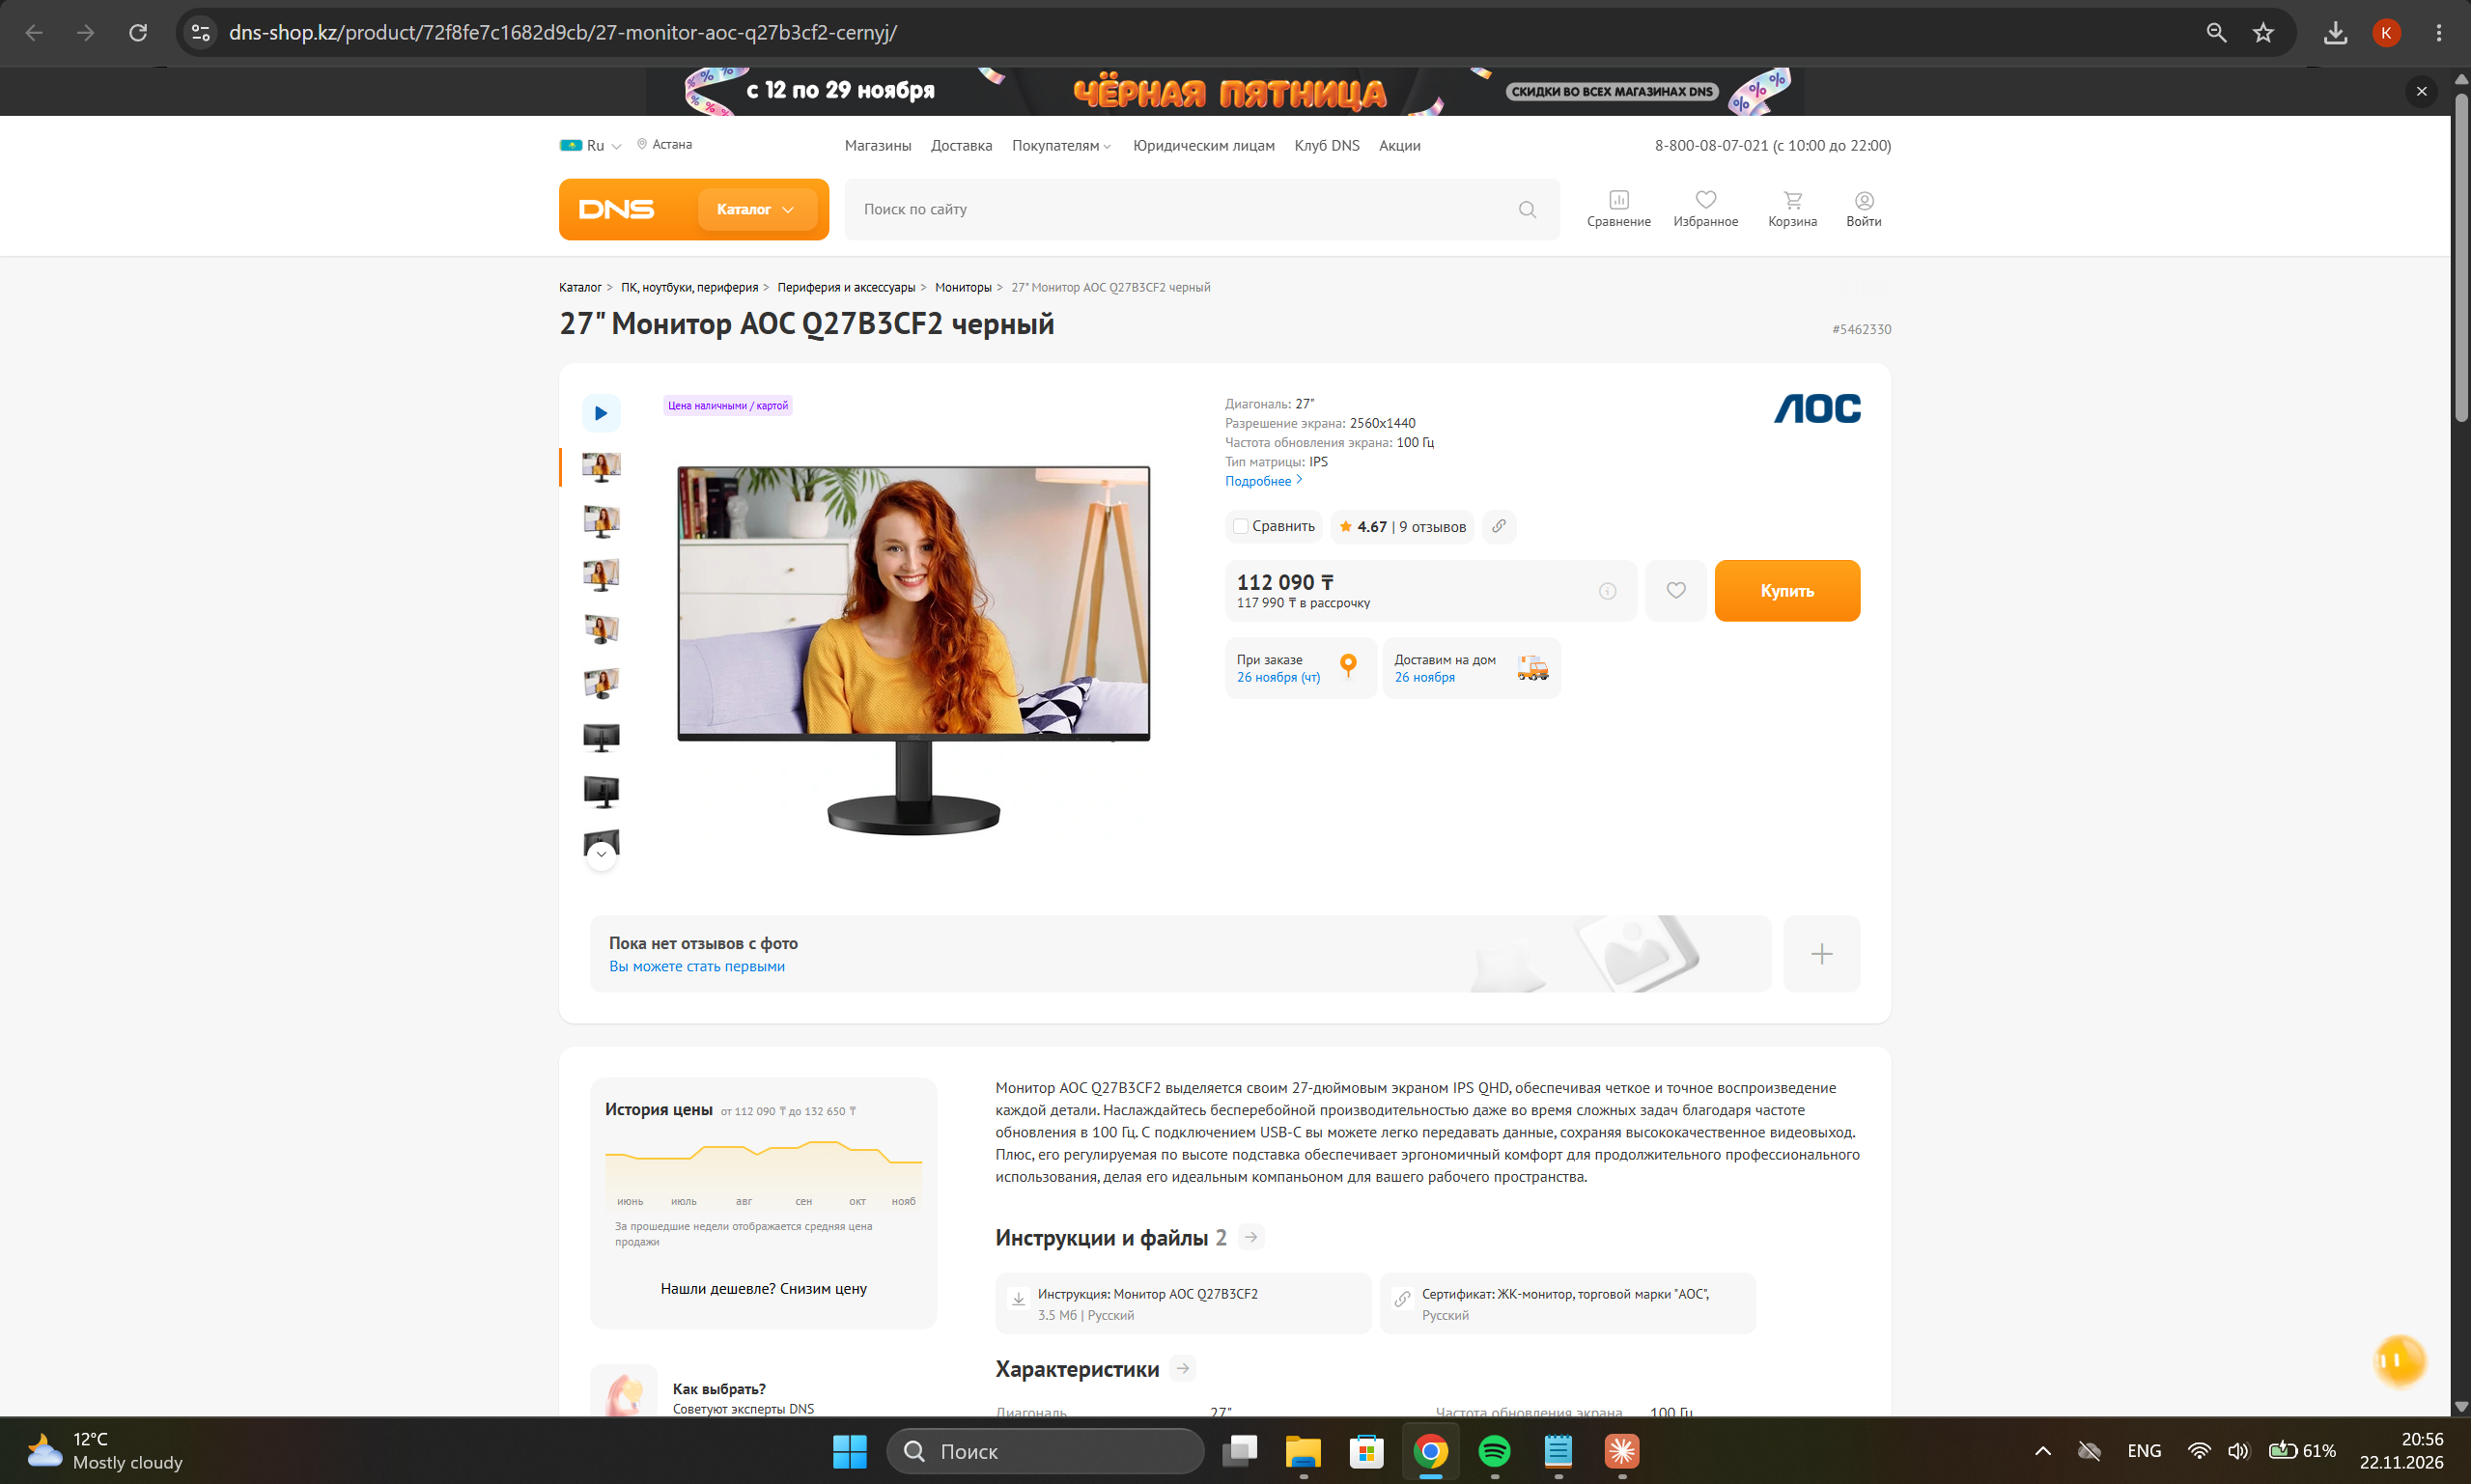 dns-shop.kz/product/72f8fe7c1682d9cb/27-monitor-aoc-q27b3cf2-cernyj/
K
с 12 по 29 ноября
ЧЁРНАЯ ПЯТНИЦА
СКИДКИ ВО ВСЕХ МАГАЗИНАХ DNS
Ru
Астана
Магазины
Доставка
Покупателям
Юридическим лицам
Клуб DNS
Акции
8-800-08-07-021 (с 10:00 до 22:00)
DNS
Каталог
Поиск по сайту
Сравнение
Избранное
Корзина
Войти
Каталог > ПК, ноутбуки, периферия > Периферия и аксессуары > Мониторы > 27" Монитор AOC Q27B3CF2 черный
27" Монитор AOC Q27B3CF2 черный
#5462330
Цена наличными / картой
Диагональ: 27"
Разрешение экрана: 2560x1440
Частота обновления экрана: 100 Гц
Тип матрицы: IPS
Подробнее
AOC
Сравнить
4.67 | 9 отзывов
112 090 ₸
117 990 ₸ в рассрочку
Купить
При заказе
26 ноября (чт)
Доставим на дом
26 ноября
Пока нет отзывов с фото
Вы можете стать первыми
История цены от 112 090 ₸ до 132 650 ₸
июнь июль авг сен окт нояб
За прошедшие недели отображается средняя цена
продажи
Нашли дешевле? Снизим цену
Как выбрать?
Советуют эксперты DNS
Монитор AOC Q27B3CF2 выделяется своим 27-дюймовым экраном IPS QHD, обеспечивая четкое и точное воспроизведение
каждой детали. Наслаждайтесь бесперебойной производительностью даже во время сложных задач благодаря частоте
обновления в 100 Гц. С подключением USB-C вы можете легко передавать данные, сохраняя высококачественное видеовыход.
Плюс, его регулируемая по высоте подставка обеспечивает эргономичный комфорт для продолжительного профессионального
использования, делая его идеальным компаньоном для вашего рабочего пространства.
Инструкции и файлы 2
Инструкция: Монитор AOC Q27B3CF2
3.5 Мб | Русский
Сертификат: ЖК-монитор, торговой марки "AOC",
Русский
Характеристики
Диагональ 27"
Частота обновления экрана 100 Гц
12°C
Mostly cloudy
Поиск
ENG
61%
20:56
22.11.2026